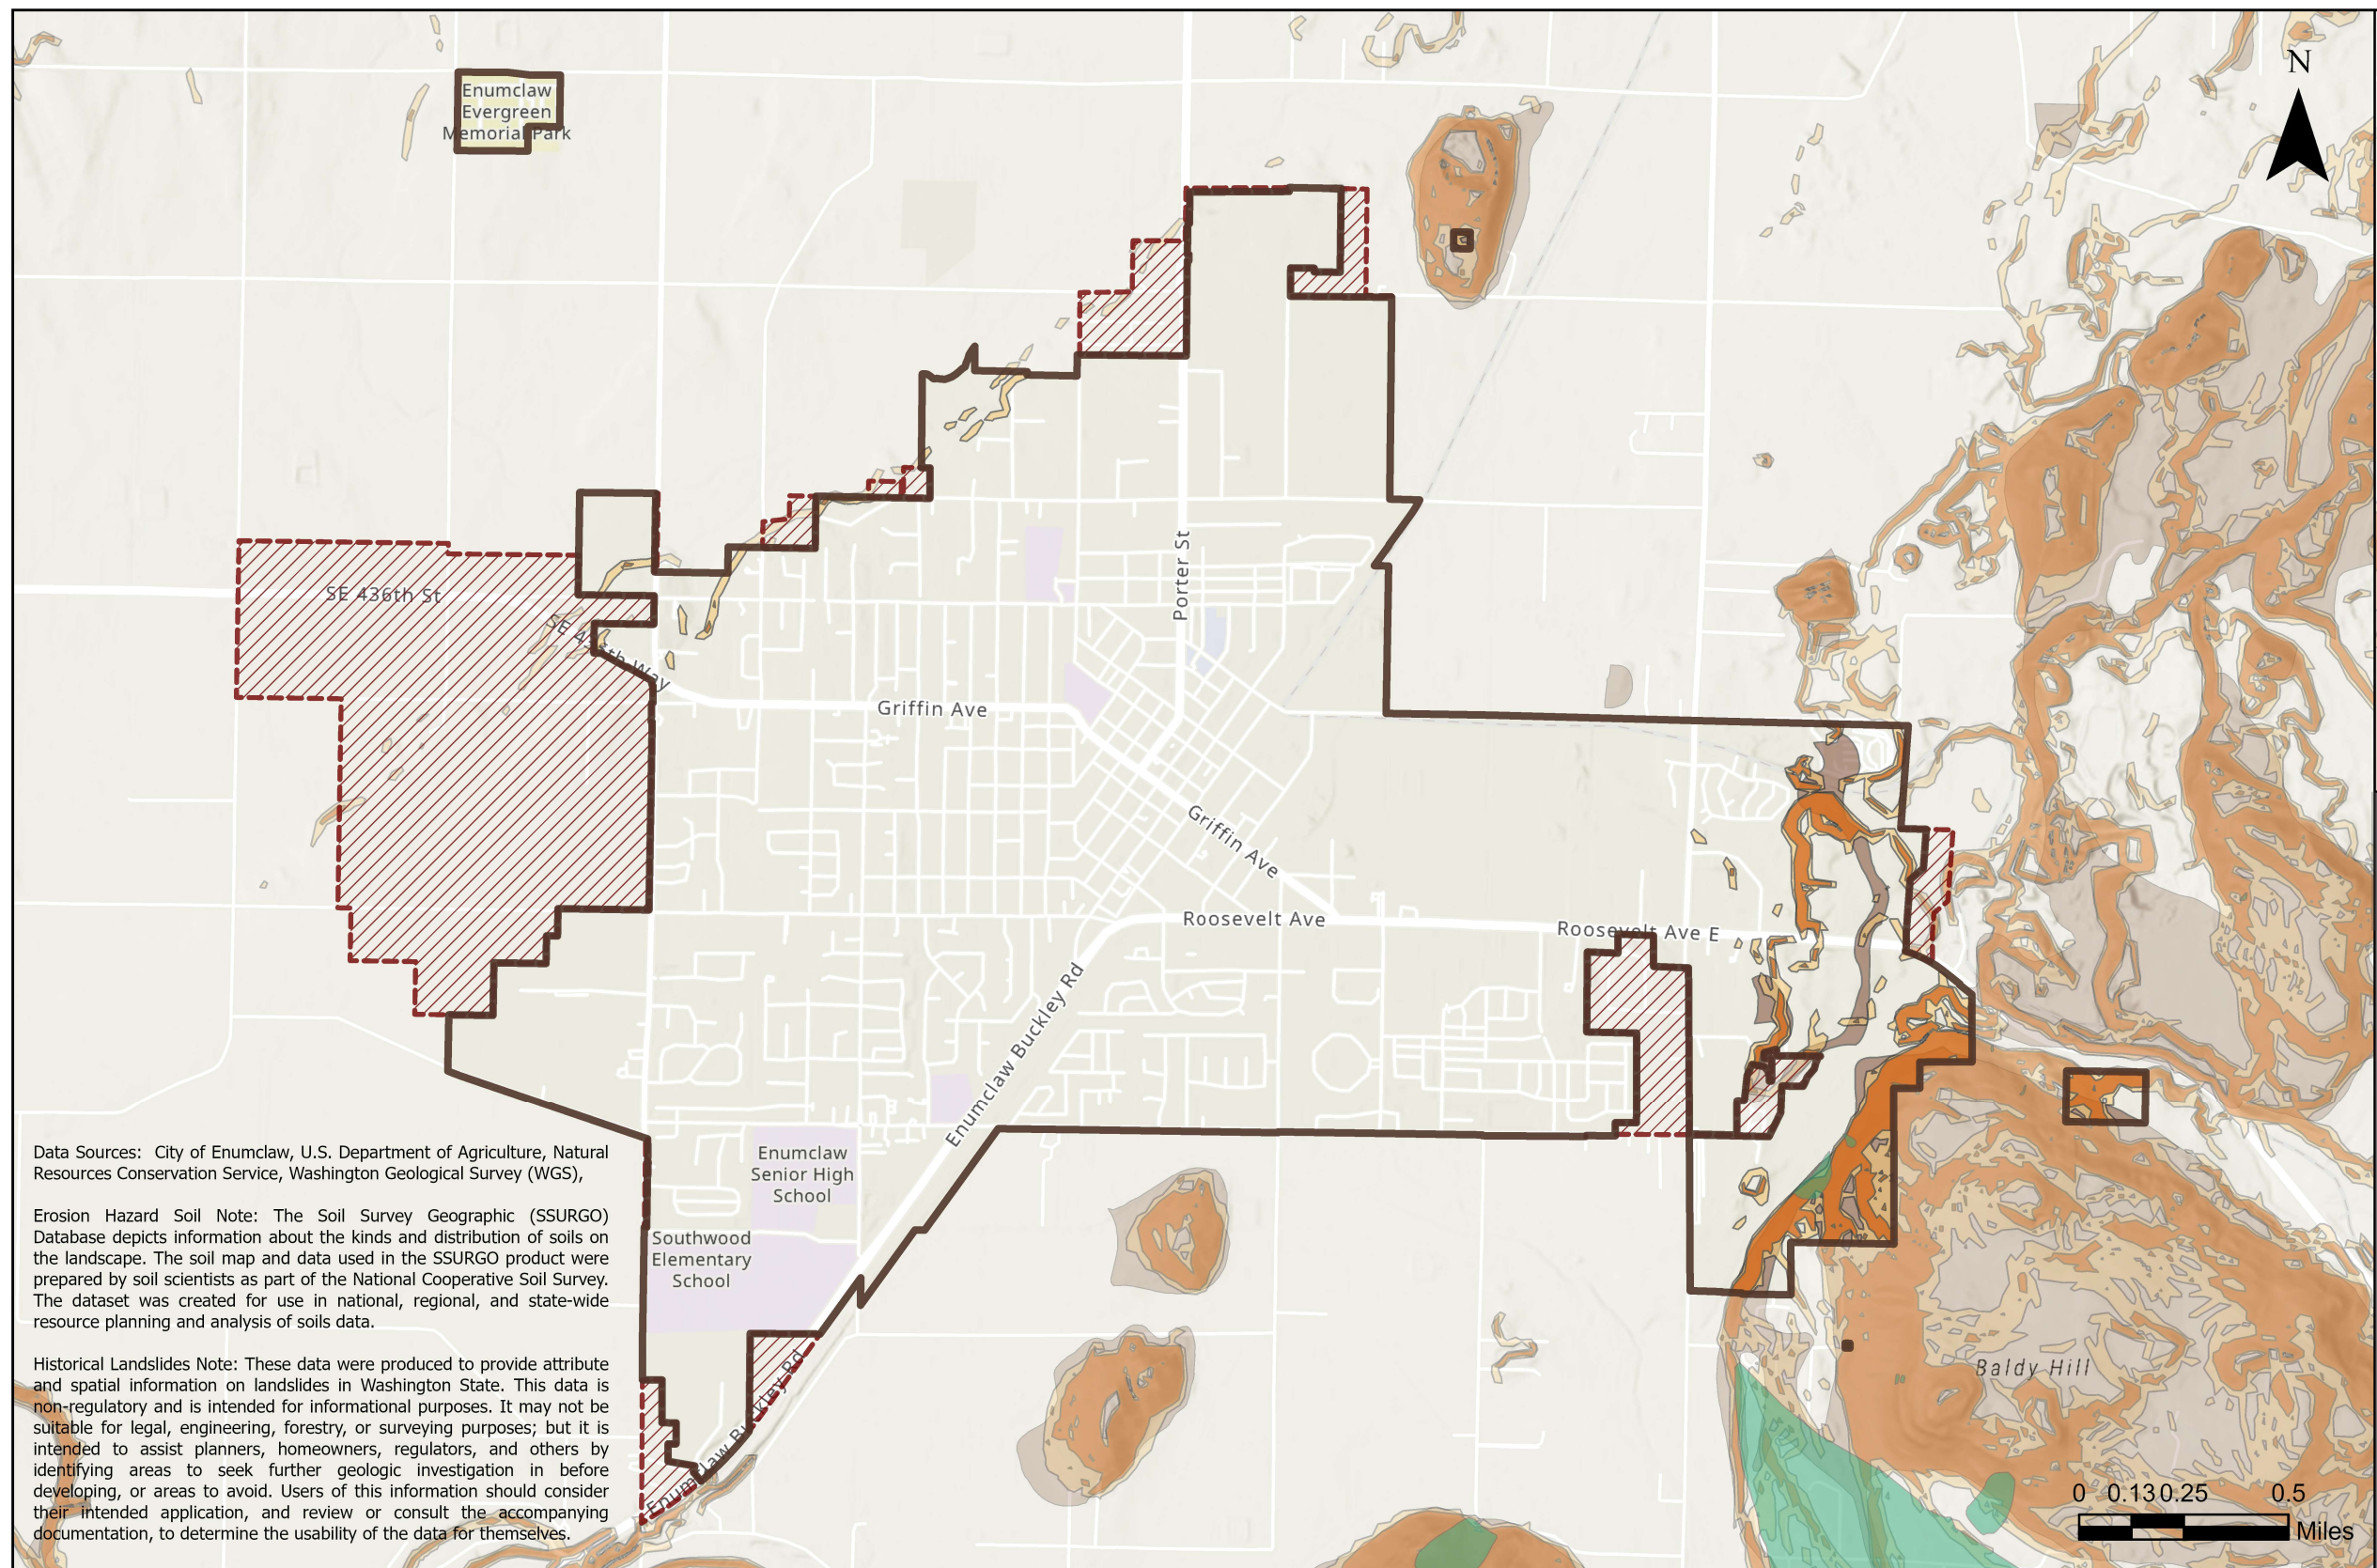 N
Enumclaw
Evergreen
Memorial Park
SE 436th St
Porter St
Griffin Ave
Griffin Ave
Roosevelt Ave
Roosevelt Ave E
Enumclaw Buckley Rd
Enumclaw
Senior High
School
Southwood
Elementary
School
Enumclaw Buckley Rd
Baldy Hill
Data Sources: City of Enumclaw, U.S. Department of Agriculture, Natural
Resources Conservation Service, Washington Geological Survey (WGS),
Erosion Hazard Soil Note: The Soil Survey Geographic (SSURGO)
Database depicts information about the kinds and distribution of soils on
the landscape. The soil map and data used in the SSURGO product were
prepared by soil scientists as part of the National Cooperative Soil Survey.
The dataset was created for use in national, regional, and state-wide
resource planning and analysis of soils data.
Historical Landslides Note: These data were produced to provide attribute
and spatial information on landslides in Washington State. This data is
non-regulatory and is intended for informational purposes. It may not be
suitable for legal, engineering, forestry, or surveying purposes; but it is
intended to assist planners, homeowners, regulators, and others by
identifying areas to seek further geologic investigation in before
developing, or areas to avoid. Users of this information should consider
their intended application, and review or consult the accompanying
documentation, to determine the usability of the data for themselves.
0 0.13 0.25 0.5
Miles